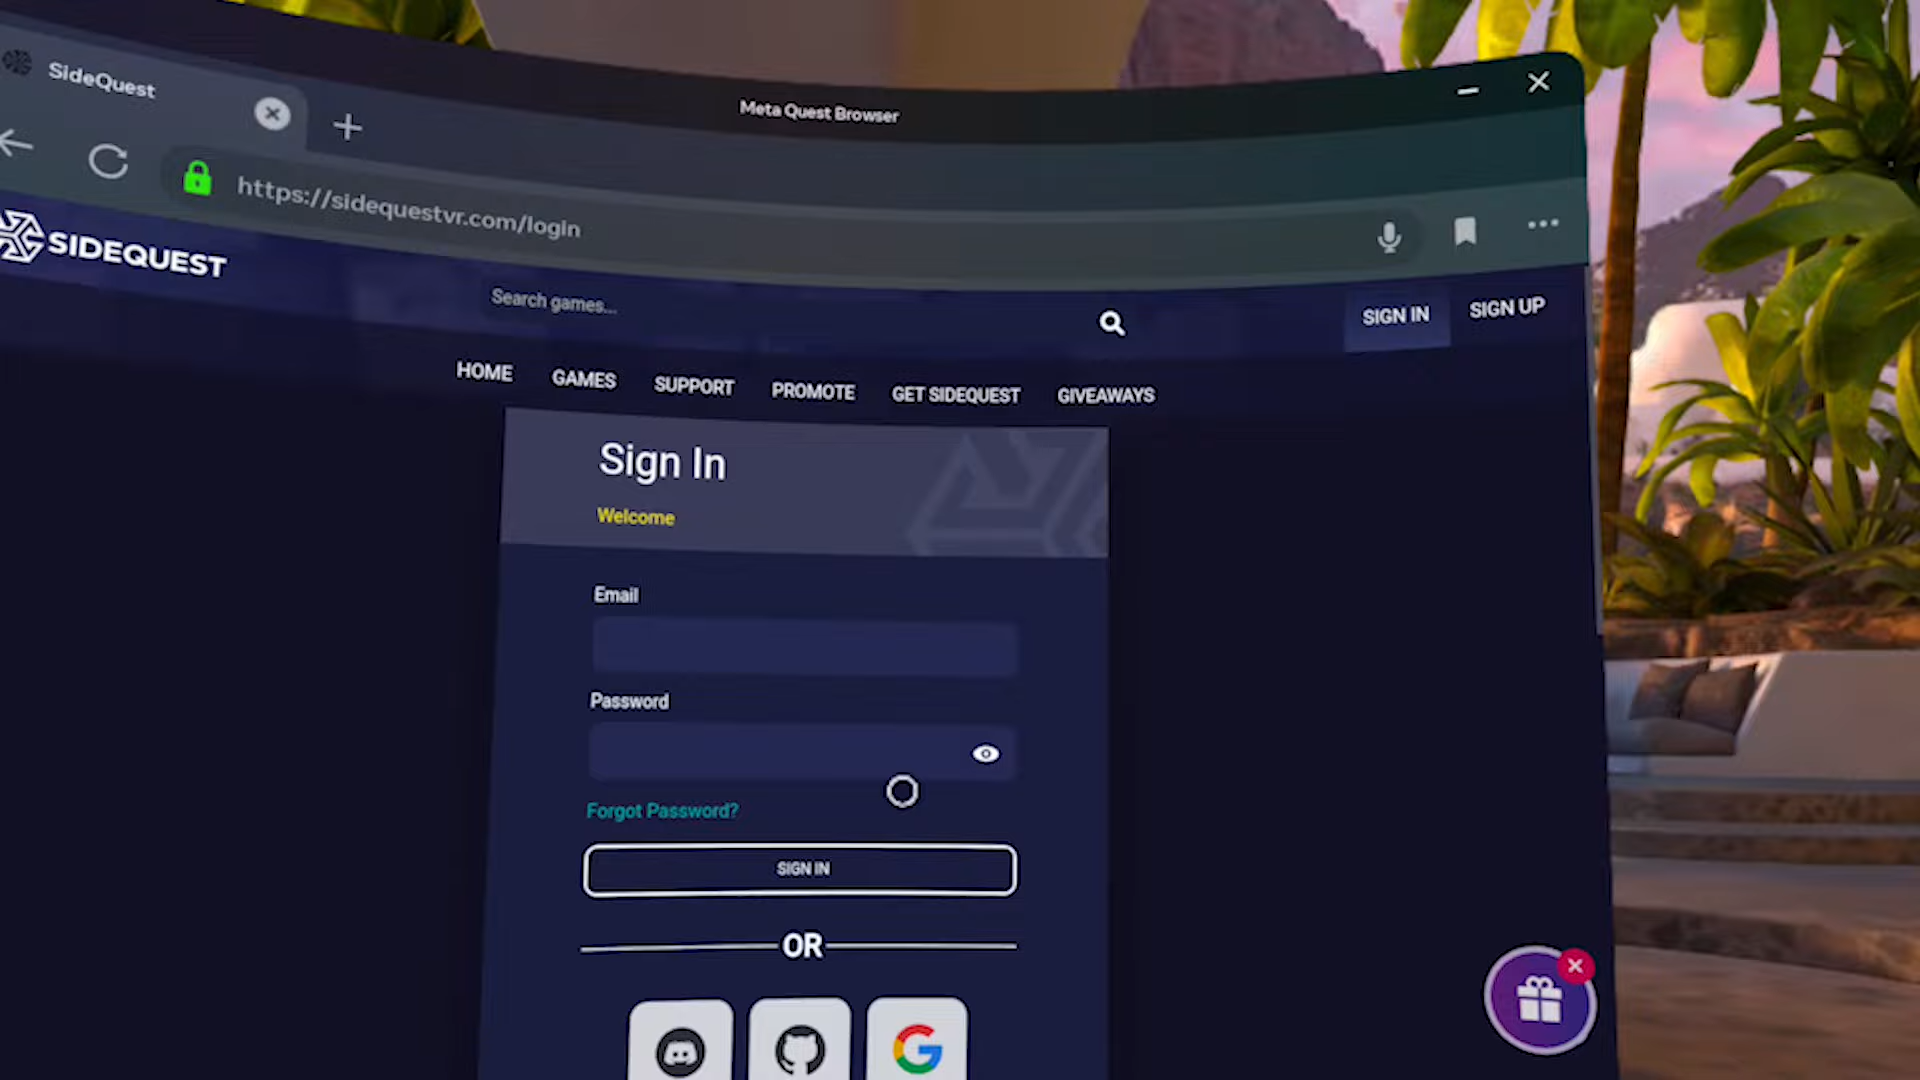 SideQuest
Meta Quest Browser
https://sidequestvr.com/login
SIDEQUEST
Search games...
SIGN IN
SIGN UP
HOME
GAMES
SUPPORT
PROMOTE
GET SIDEQUEST
GIVEAWAYS
Sign In
Welcome
Email
Password
Forgot Password?
SIGN IN
OR